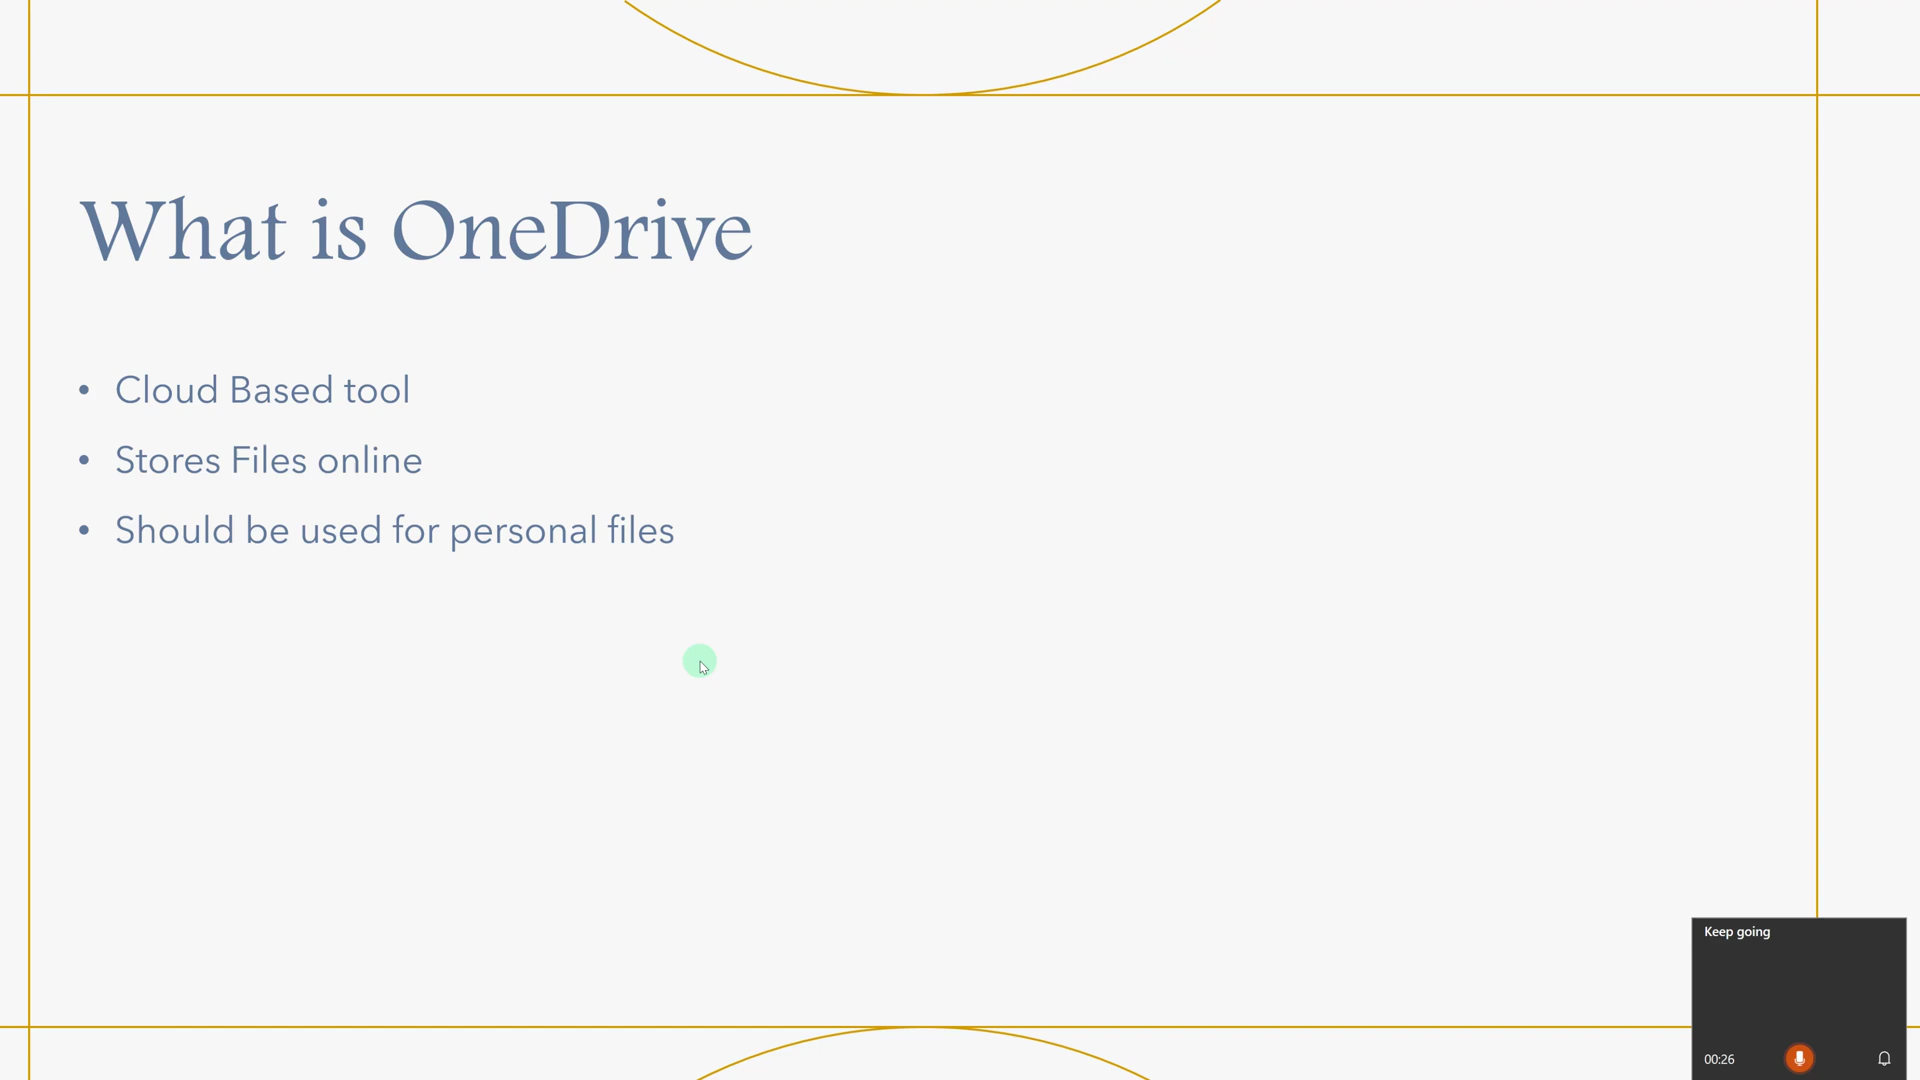 What is OneDrive
• Cloud Based tool
• Stores Files online
• Should be used for personal files
Keep going
00:26